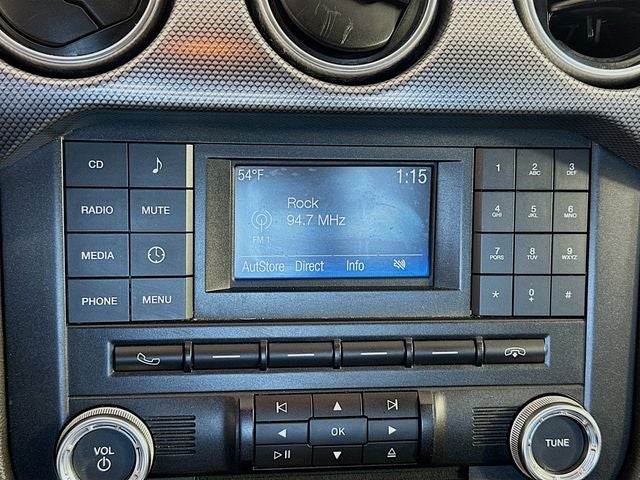 CD
RADIO
MUTE
MEDIA
PHONE
MENU
54°F
1:15
Rock
94.7 MHz
FM 1
AutoStore Direct Info
1
2 ABC
3 DEF
4 GHI
5 JKL
6 MNO
7 PQRS
8 TUV
9 WXYZ
*
0 +
#
OK
VOL
TUNE